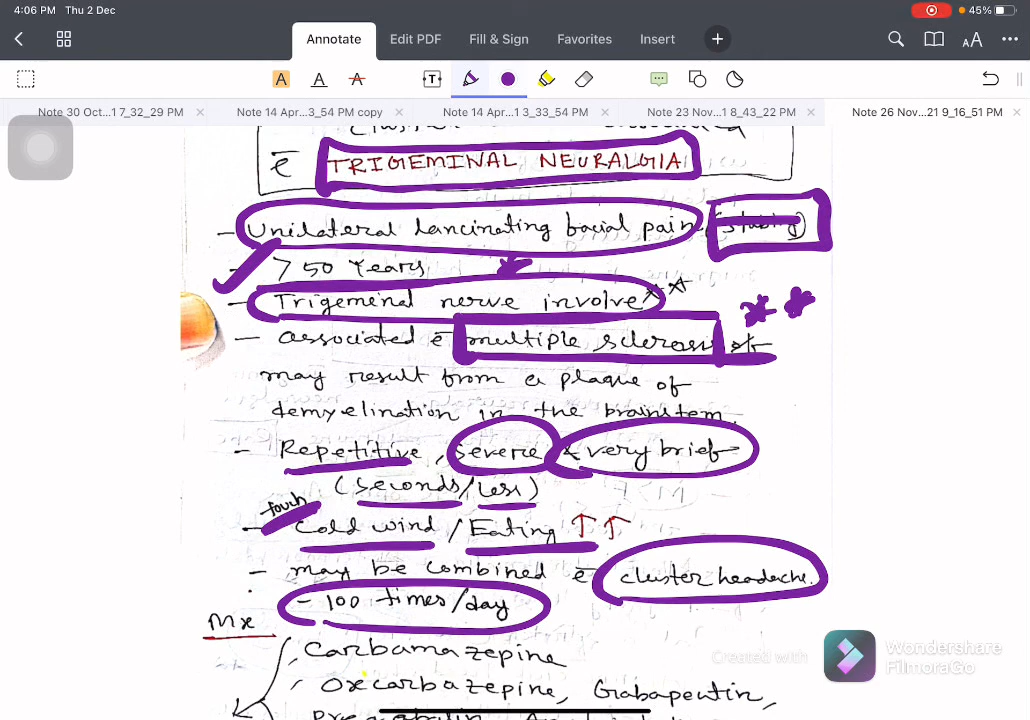 4:06 PM Thu 2 Dec
45%
Annotate Edit PDF Fill & Sign Favorites Insert
Note 30 Oct...1 7_32_29 PM
Note 14 Apr...3_54 PM copy
Note 14 Apr...1 3_33_54 PM
Note 23 Nov...1 8_43_22 PM
Note 26 Nov...21 9_16_51 PM
c̄ TRIGEMINAL NEURALGIA
- Unilateral lancinating facial pain (stabing)
- > 50 Years
- Trigeminal nerve involve **
- associated c̄ multiple sclerosis
may result from a plaque of
demyelination in the brainstem.
- Repetitive, severe & very brief
(seconds/less)
touch
- Cold wind / Eating ↑↑
- may be combined c̄ cluster headache.
- 100 times/day
Mx
, Carbamazepine
, Oxcarbazepine, Gabapentin,
Created with
Wondershare
FilmoraGo